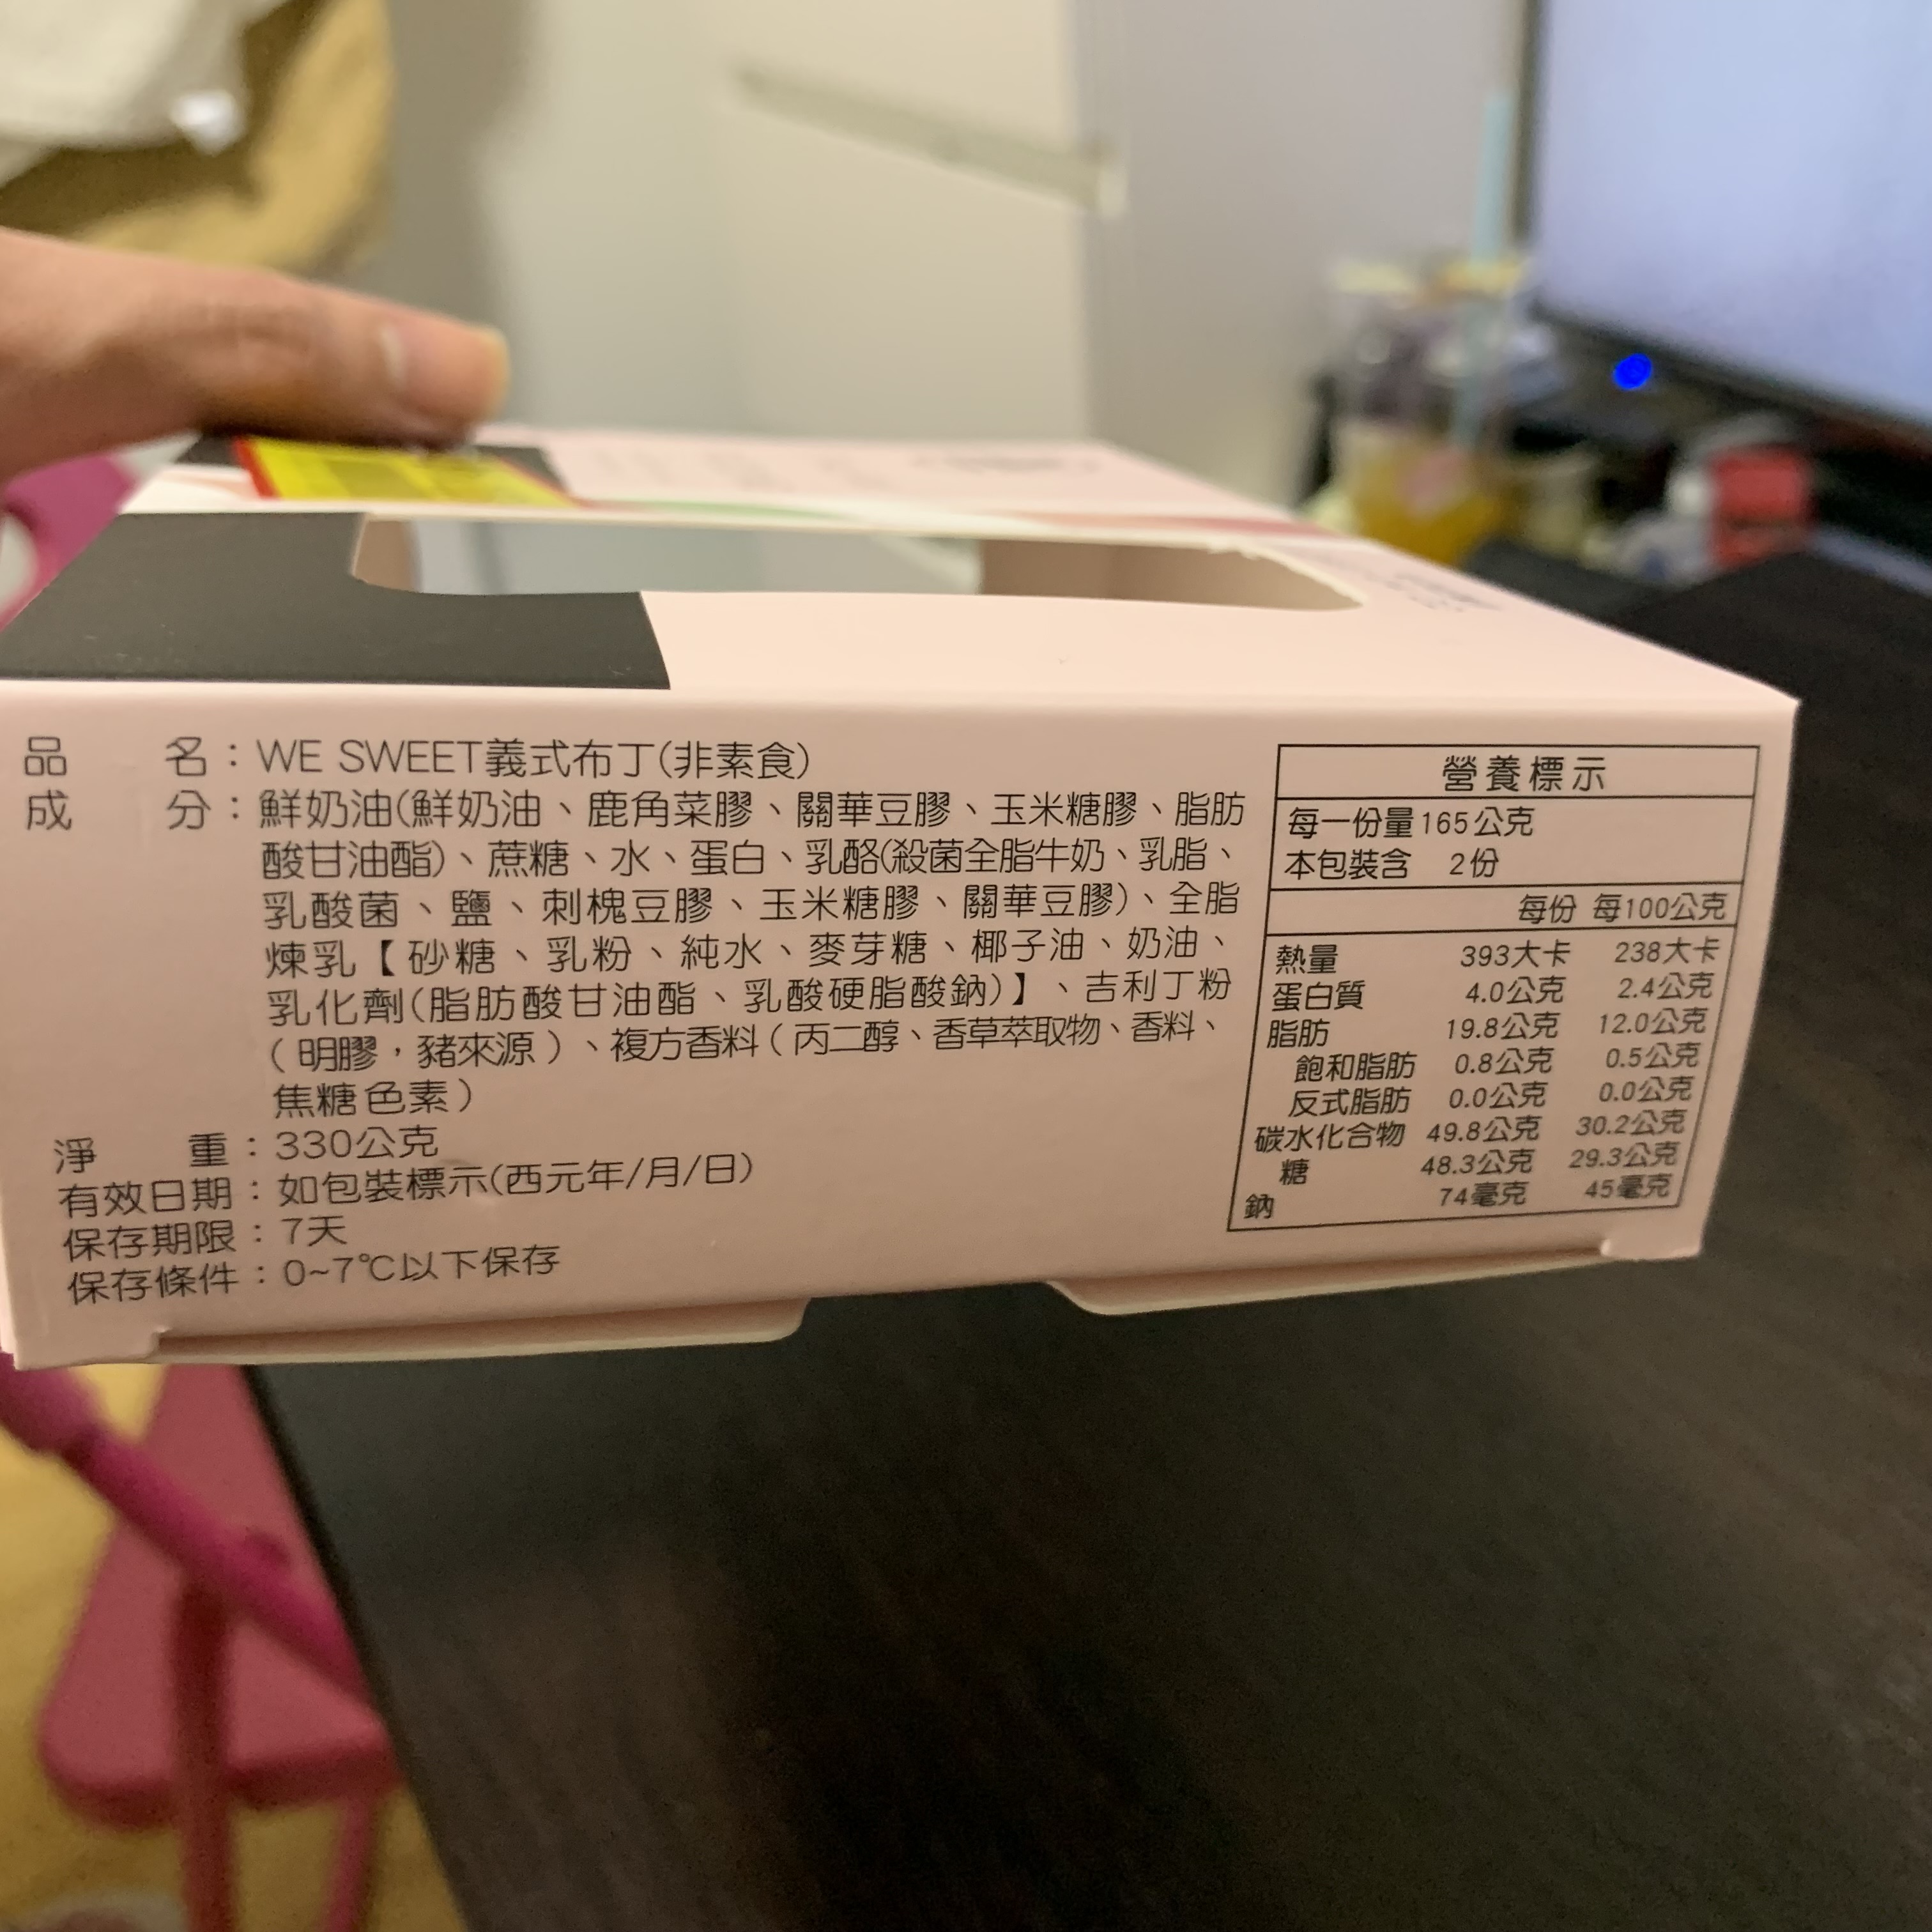 品 名：WE SWEET義式布丁(非素食)
成 分：鮮奶油(鮮奶油、鹿角菜膠、關華豆膠、玉米糖膠、脂肪
酸甘油酯)、蔗糖、水、蛋白、乳酪(殺菌全脂牛奶、乳脂、
乳酸菌、鹽、刺槐豆膠、玉米糖膠、關華豆膠)、全脂
煉乳【砂糖、乳粉、純水、麥芽糖、椰子油、奶油、
乳化劑(脂肪酸甘油酯、乳酸硬脂酸鈉)】、吉利丁粉
(明膠，豬來源)、複方香料(丙二醇、香草萃取物、香料、
焦糖色素)
淨 重：330公克
有效日期：如包裝標示(西元年/月/日)
保存期限：7天
保存條件：0~7℃以下保存
營養標示
每一份量165公克
本包裝含 2份
每份 每100公克
熱量 393大卡 238大卡
蛋白質 4.0公克 2.4公克
脂肪 19.8公克 12.0公克
飽和脂肪 0.8公克 0.5公克
反式脂肪 0.0公克 0.0公克
碳水化合物 49.8公克 30.2公克
糖 48.3公克 29.3公克
鈉 74毫克 45毫克